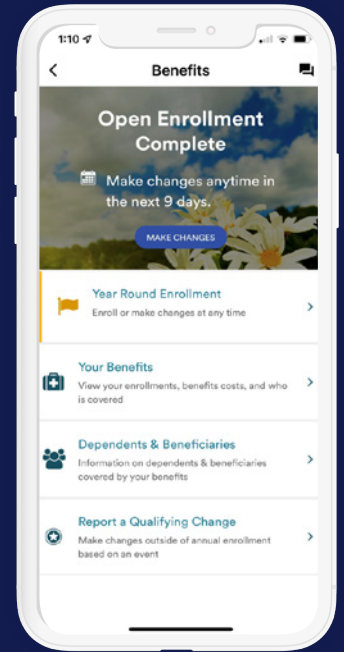 1:10
Benefits
Open Enrollment
Complete
Make changes anytime in
the next 9 days.
MAKE CHANGES
Year Round Enrollment
Enroll or make changes at any time
Your Benefits
View your enrollments, benefits costs, and who
is covered
Dependents & Beneficiaries
Information on dependents & beneficiaries
covered by your benefits
Report a Qualifying Change
Make changes outside of annual enrollment
based on an event